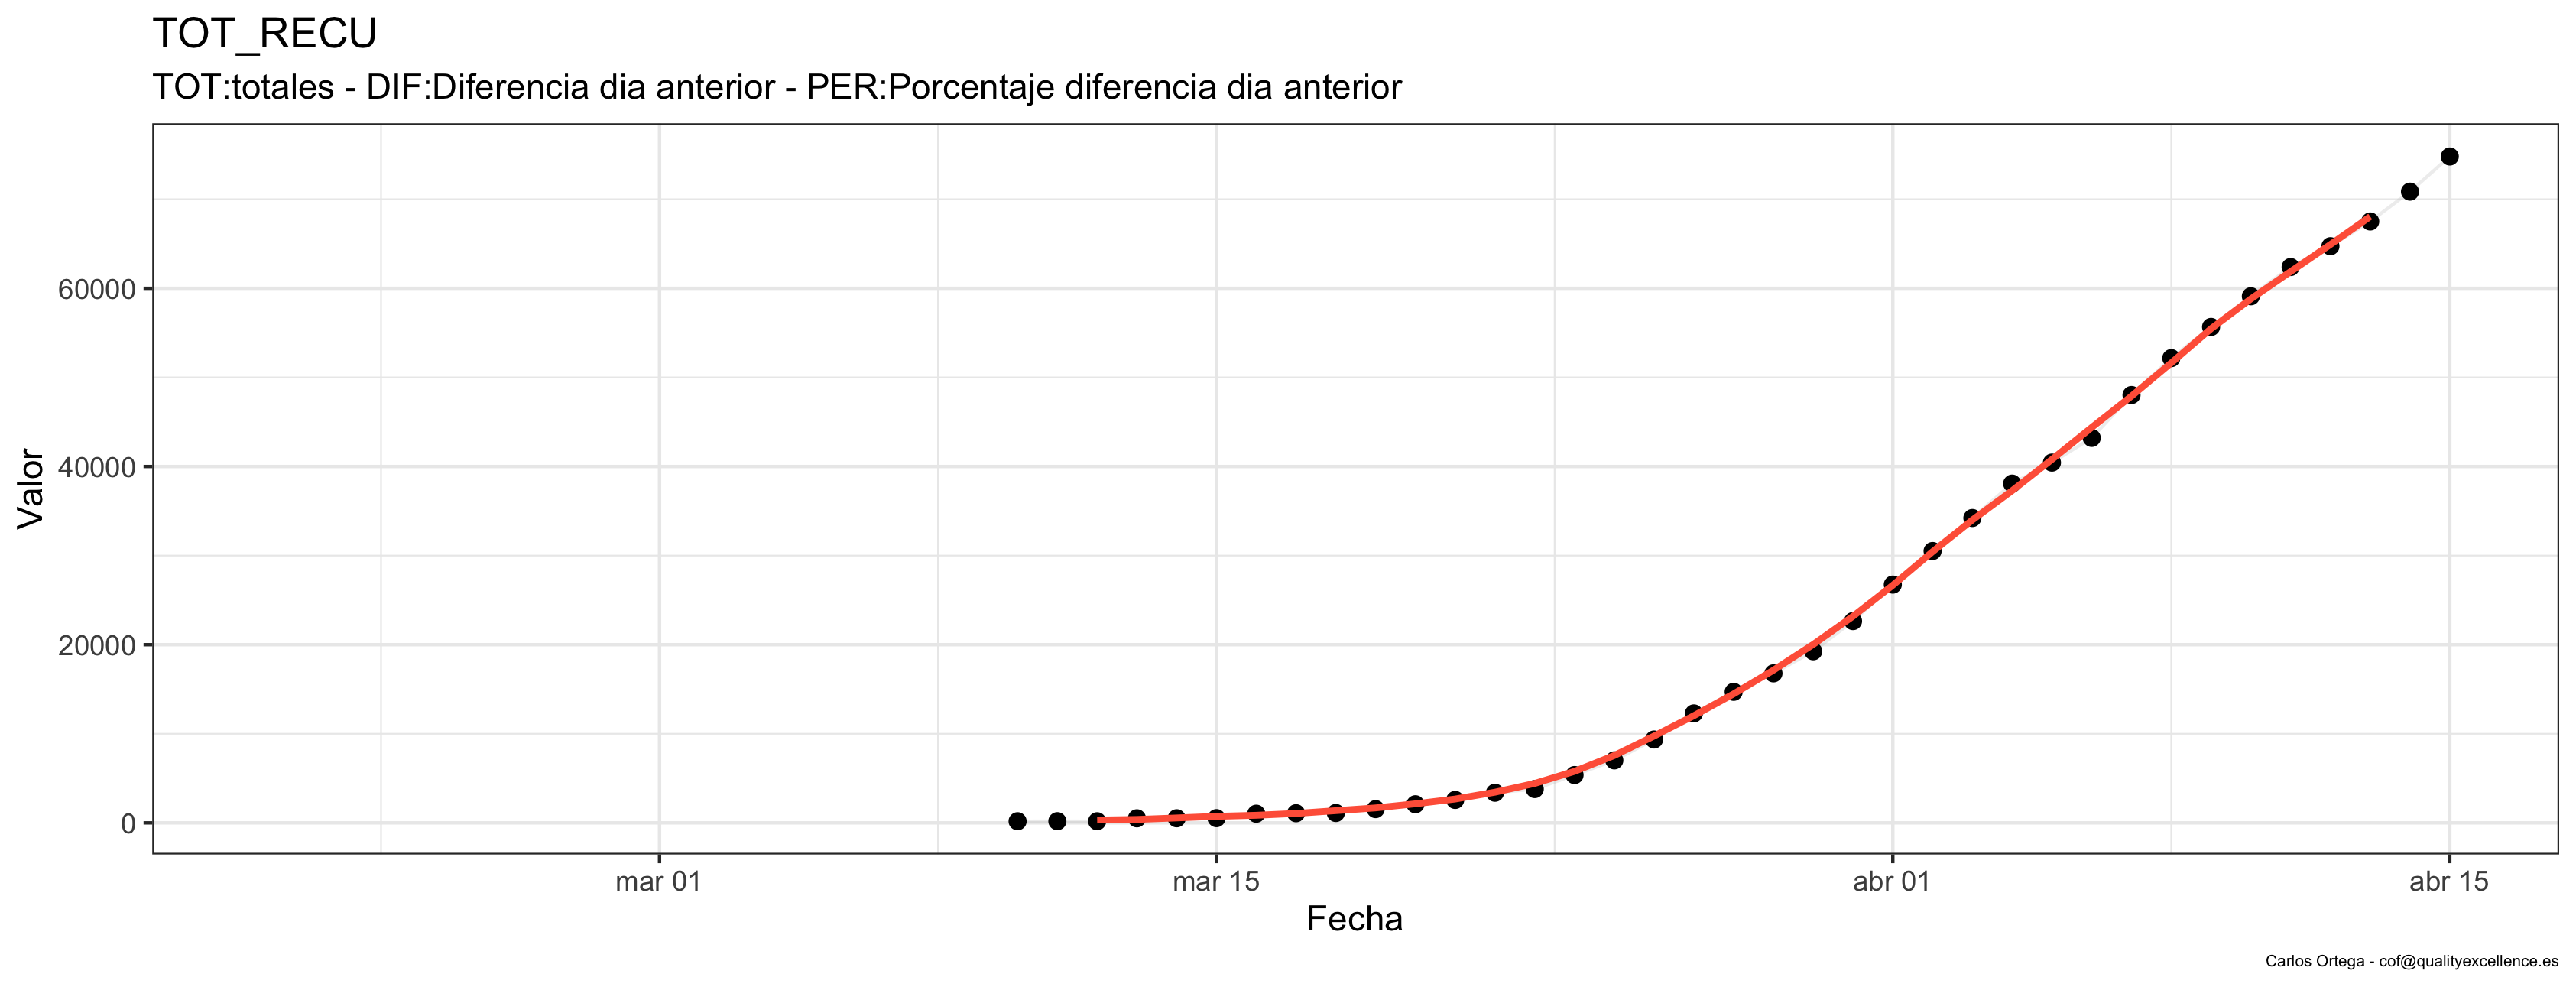 TOT_RECU
TOT:totales - DIF:Diferencia dia anterior - PER:Porcentaje diferencia dia anterior
60000
40000
20000
0
Valor
mar 01
mar 15
abr 01
abr 15
Fecha
Carlos Ortega - cof@qualityexcellence.es